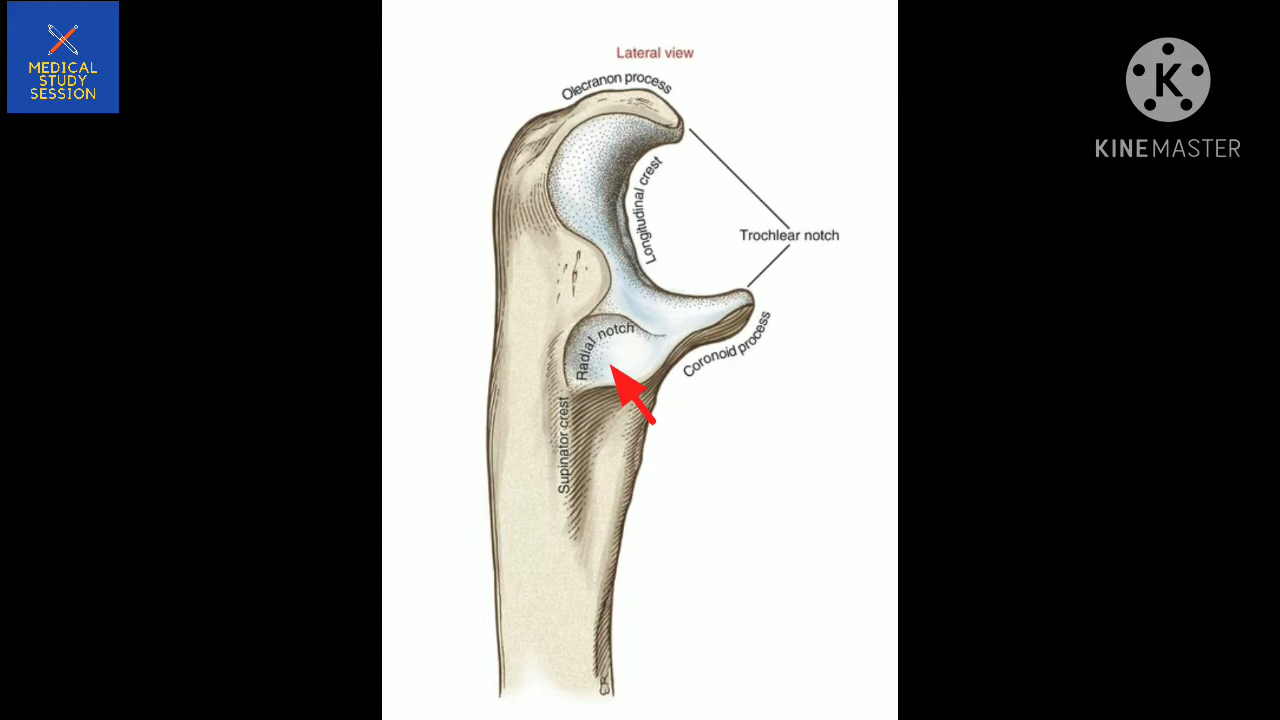 MEDICAL
STUDY
SESSION
K
KINEMASTER
Lateral view
Olecranon process
Longitudinal crest
Trochlear notch
Radial notch
Coronoid process
Supinator crest